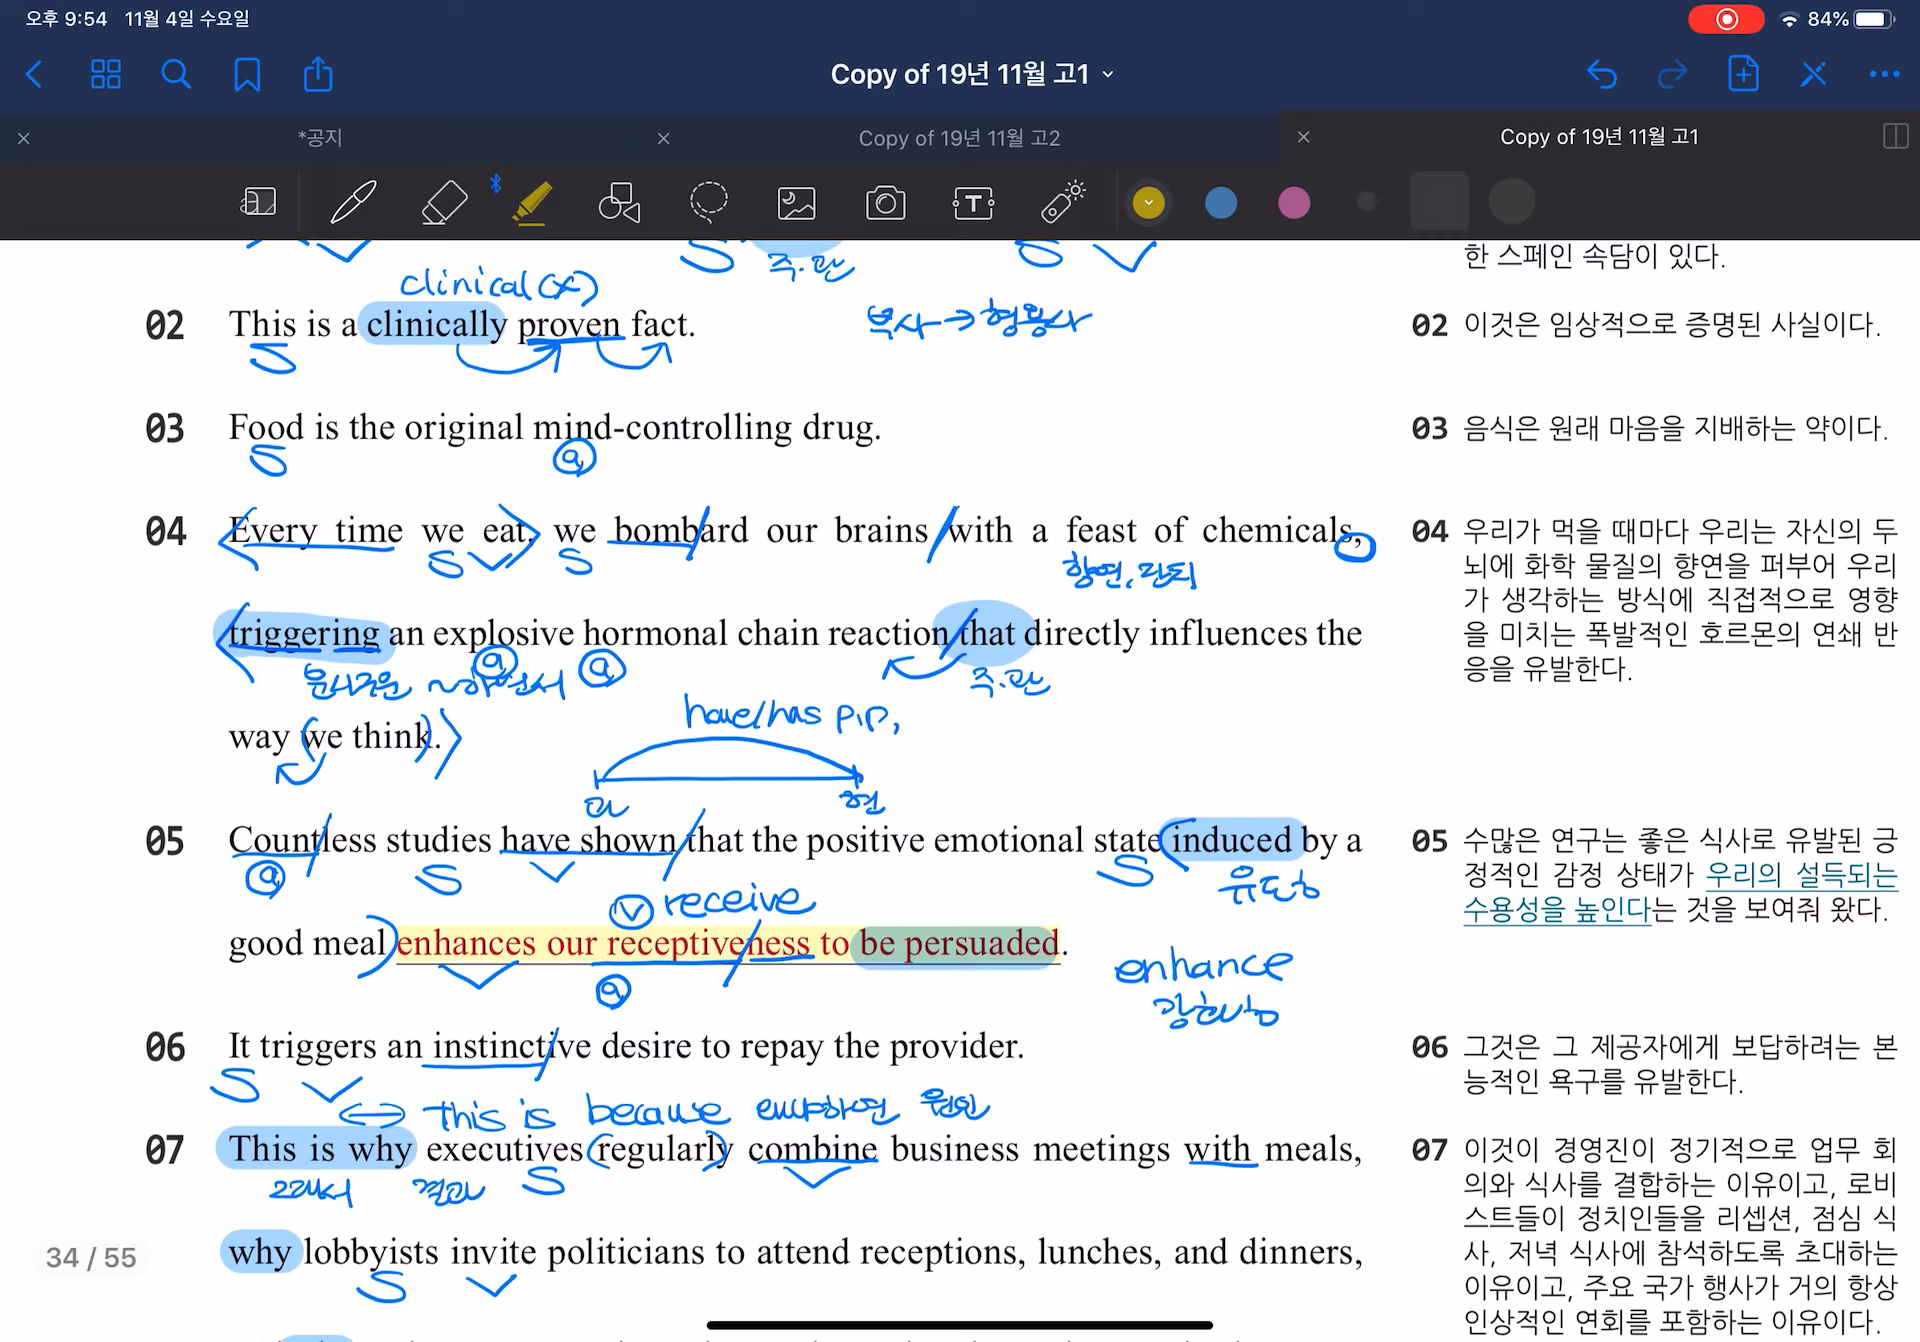 오후 9:54 11월 4일 수요일 84%
Copy of 19년 11월 고1
*공지 Copy of 19년 11월 고2 Copy of 19년 11월 고1
S 주.관 S
한 스페인 속담이 있다.
clinical(x)
02 This is a clinically proven fact. 부사→형용사
02 이것은 임상적으로 증명된 사실이다.
S
03 Food is the original mind-controlling drug.
03 음식은 원래 마음을 지배하는 약이다.
S a
04 Every time we eat, we bombard our brains with a feast of chemicals,
S S 향연, 잔치
triggering an explosive hormonal chain reaction that directly influences the
분사구문 ~하면서 a a 주.관
way we think.
04 우리가 먹을 때마다 우리는 자신의 두
뇌에 화학 물질의 향연을 퍼부어 우리
가 생각하는 방식에 직접적으로 영향
을 미치는 폭발적인 호르몬의 연쇄 반
응을 유발한다.
have/has p.p,
과 현
05 Countless studies have shown that the positive emotional state induced by a
a S S 유도
V receive
good meal enhances our receptiveness to be persuaded.
a enhance
05 수많은 연구는 좋은 식사로 유발된 긍
정적인 감정 상태가 우리의 설득되는
수용성을 높인다는 것을 보여줘 왔다.
06 It triggers an instinctive desire to repay the provider.
S
06 그것은 그 제공자에게 보답하려는 본
능적인 욕구를 유발한다.
↔ This is because 원인
07 This is why executives regularly combine business meetings with meals,
그래서 결과 S
why lobbyists invite politicians to attend receptions, lunches, and dinners,
S
07 이것이 경영진이 정기적으로 업무 회
의와 식사를 결합하는 이유이고, 로비
스트들이 정치인들을 리셉션, 점심 식
사, 저녁 식사에 참석하도록 초대하는
이유이고, 주요 국가 행사가 거의 항상
인상적인 연회를 포함하는 이유이다.
34 / 55